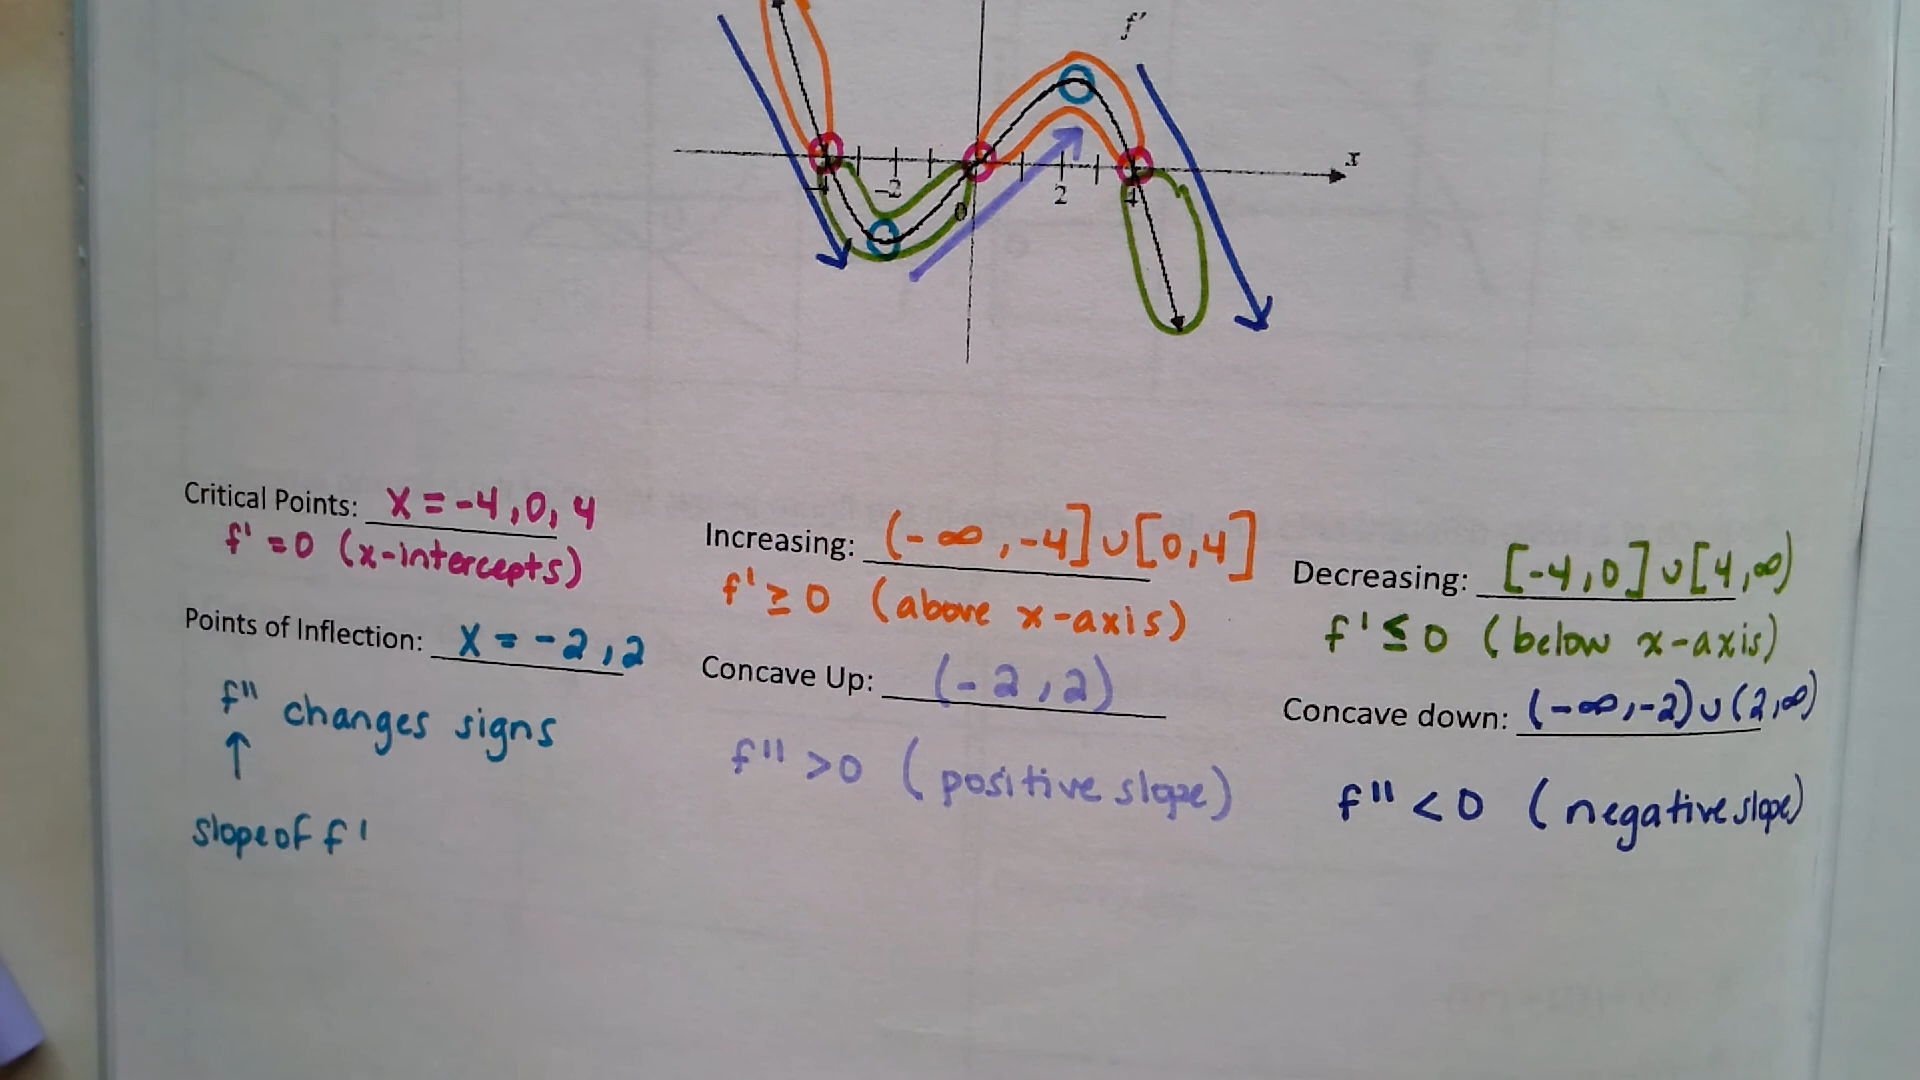 f'
x
-2
0
2
4
Critical Points: x = -4, 0, 4
f' = 0 (x-intercepts)
Points of Inflection: x = -2, 2
f'' changes signs
↑
slope of f'
Increasing: (-∞, -4] ∪ [0, 4]
f' ≥ 0 (above x-axis)
Concave Up: (-2, 2)
f'' > 0 (positive slope)
Decreasing: [-4, 0] ∪ [4, ∞)
f' ≤ 0 (below x-axis)
Concave down: (-∞, -2) ∪ (2, ∞)
f'' < 0 (negative slope)